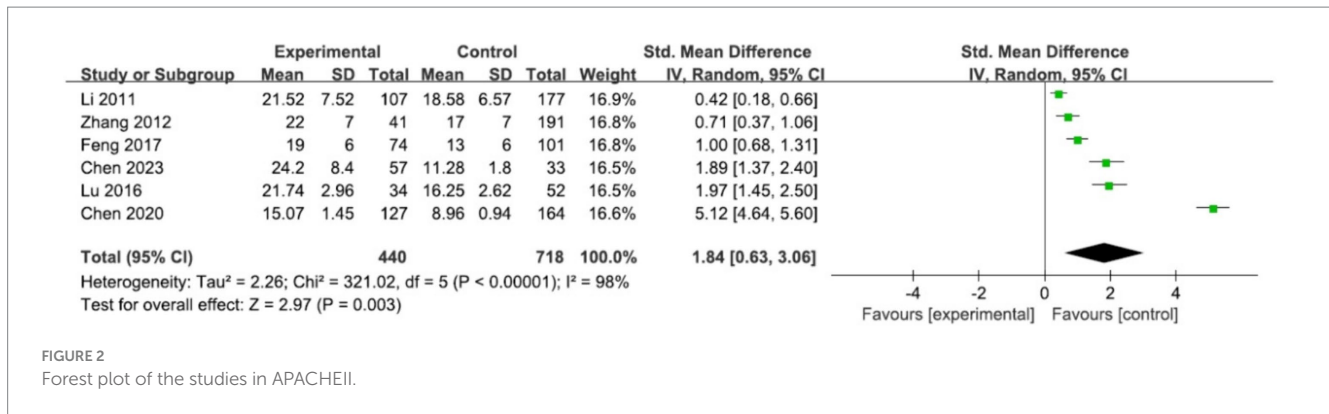 Experimental Control Std. Mean Difference Std. Mean Difference
Study or Subgroup Mean SD Total Mean SD Total Weight IV, Random, 95% CI IV, Random, 95% CI
Li 2011 21.52 7.52 107 18.58 6.57 177 16.9% 0.42 [0.18, 0.66]
Zhang 2012 22 7 41 17 7 191 16.8% 0.71 [0.37, 1.06]
Feng 2017 19 6 74 13 6 101 16.8% 1.00 [0.68, 1.31]
Chen 2023 24.2 8.4 57 11.28 1.8 33 16.5% 1.89 [1.37, 2.40]
Lu 2016 21.74 2.96 34 16.25 2.62 52 16.5% 1.97 [1.45, 2.50]
Chen 2020 15.07 1.45 127 8.96 0.94 164 16.6% 5.12 [4.64, 5.60]
Total (95% CI) 440 718 100.0% 1.84 [0.63, 3.06]
Heterogeneity: Tau² = 2.26; Chi² = 321.02, df = 5 (P < 0.00001); I² = 98%
Test for overall effect: Z = 2.97 (P = 0.003)
-4 -2 0 2 4
Favours [experimental] Favours [control]
FIGURE 2
Forest plot of the studies in APACHEII.